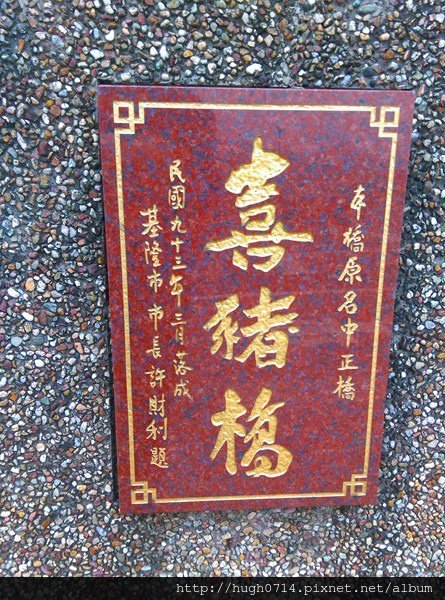 本橋原名中正橋
喜豬橋
民國九十三年二月落成
基隆市市長許財利題
http://hugh0714.pixnet.net/album